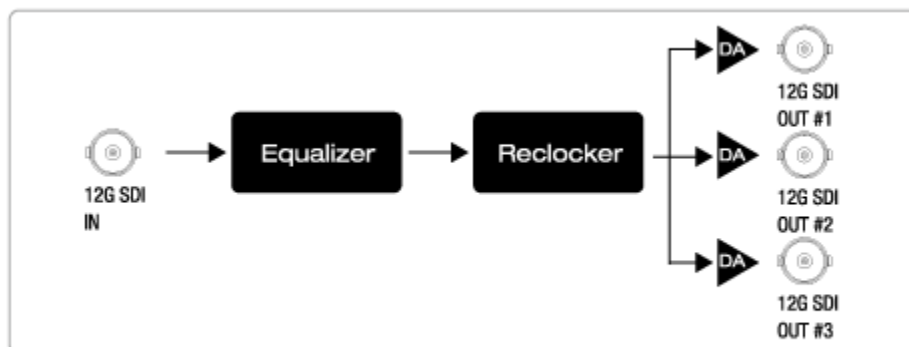 DA
12G SDI
OUT #1
Equalizer
Reclocker
DA
12G SDI
IN
12G SDI
OUT #2
DA
12G SDI
OUT #3